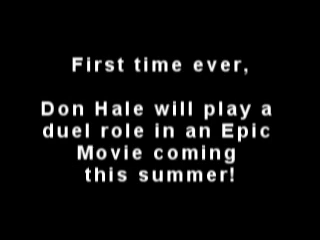 First time ever,
Don Hale will play a
duel role in an Epic
Movie coming
this summer!